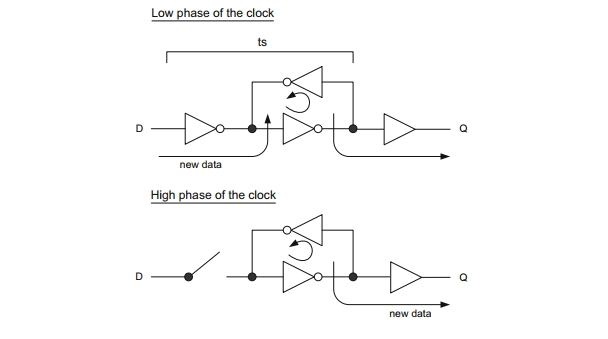 Low phase of the clock
ts
D
Q
new data
High phase of the clock
D
Q
new data